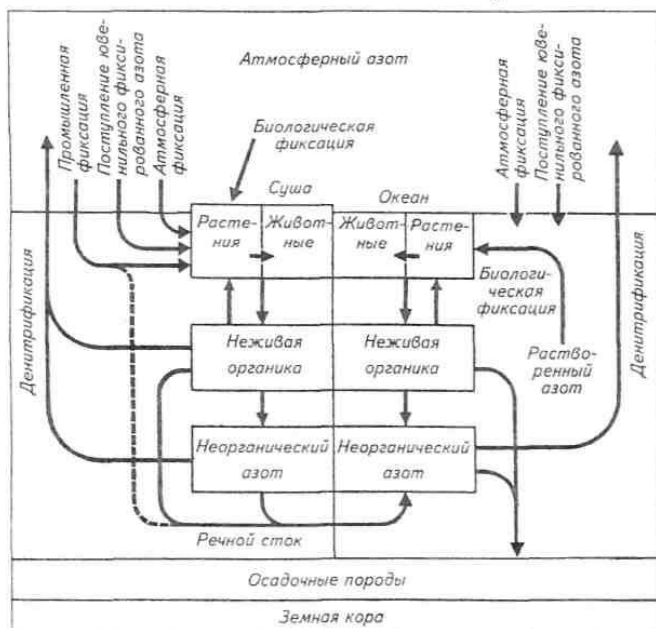 Атмосферный азот
Промышленная
фиксация
Поступление юве-
нильного фикси-
рованного азота
Атмосферная
фиксация
Биологическая
фиксация
Атмосферная
фиксация
Поступление юве-
нильного фикси-
рованного азота
Суша
Океан
Расте-
ния
Живот-
ные
Живот-
ные
Расте-
ния
Денитрификация
Биологи-
ческая
фиксация
Денитрификация
Неживая
органика
Неживая
органика
Раство-
ренный
азот
Неорганический
азот
Неорганический
азот
Речной сток
Осадочные породы
Земная кора